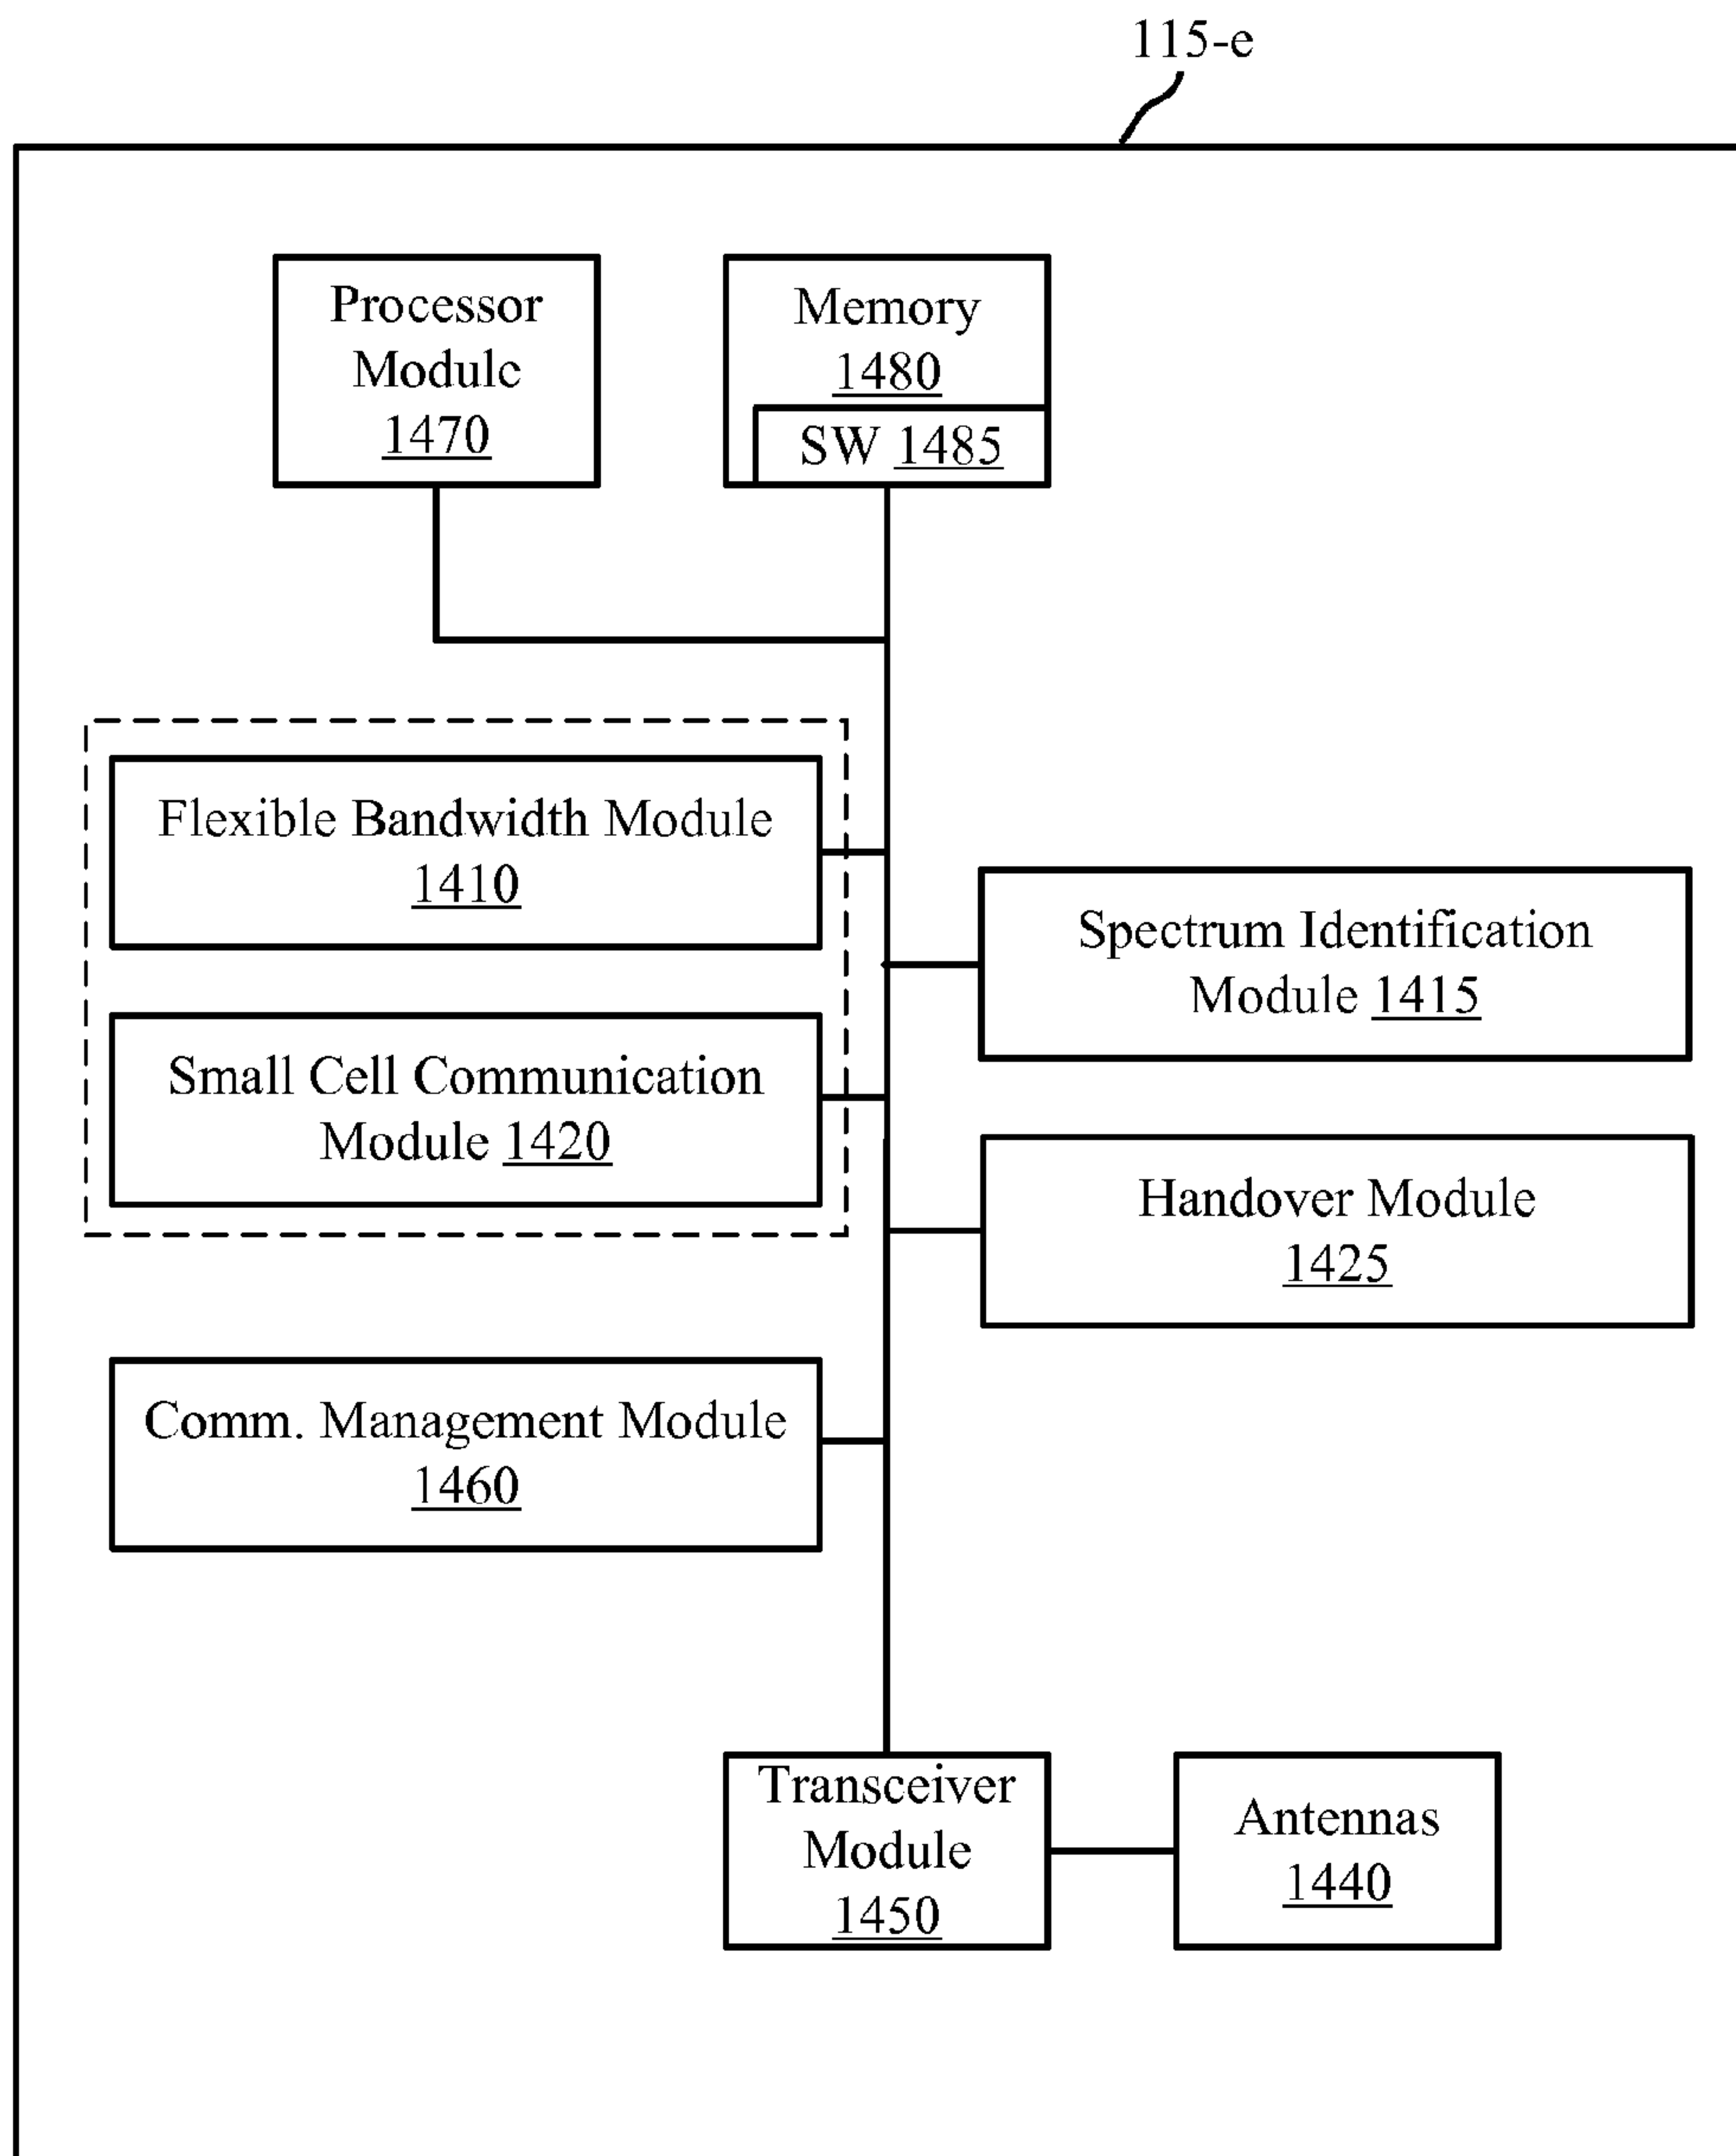 115-e
Processor
Module
1470
Memory
1480
SW 1485
Flexible Bandwidth Module
1410
Spectrum Identification
Module 1415
Small Cell Communication
Module 1420
Handover Module
1425
Comm. Management Module
1460
Transceiver
Module
1450
Antennas
1440